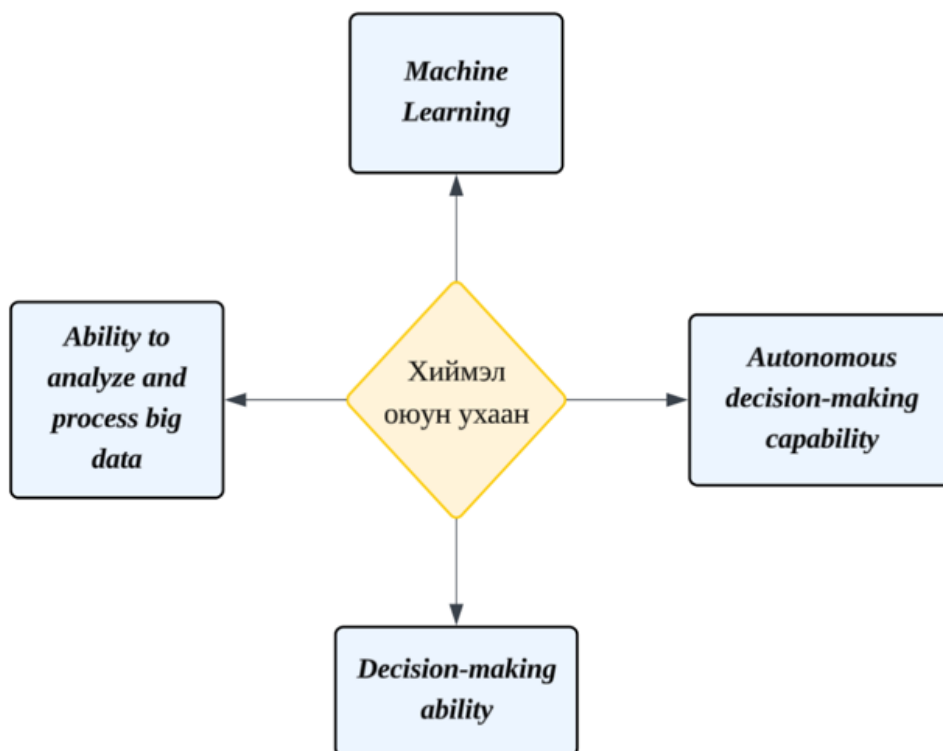 Machine
Learning
Ability to
analyze and
process big
data
Хиймэл
оюун ухаан
Autonomous
decision-making
capability
Decision-making
ability